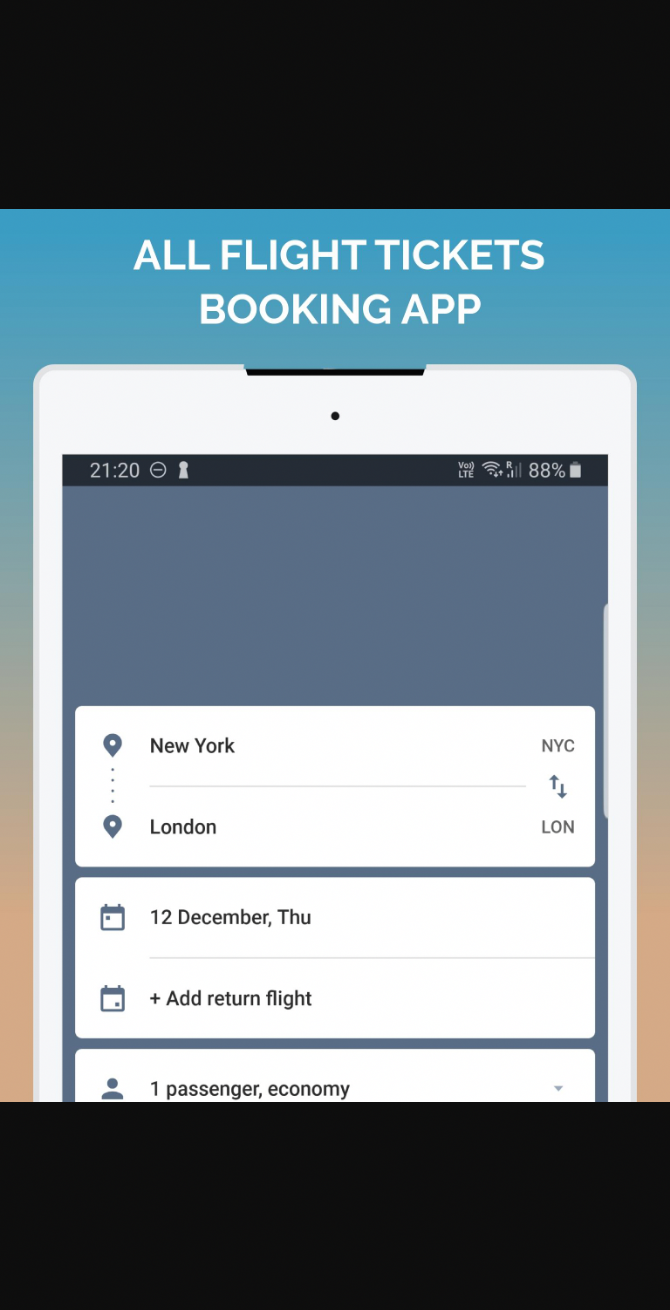 ALL FLIGHT TICKETS
BOOKING APP
21:20 Vo)) LTE R 88%
New York NYC
London LON
12 December, Thu
+ Add return flight
1 passenger, economy